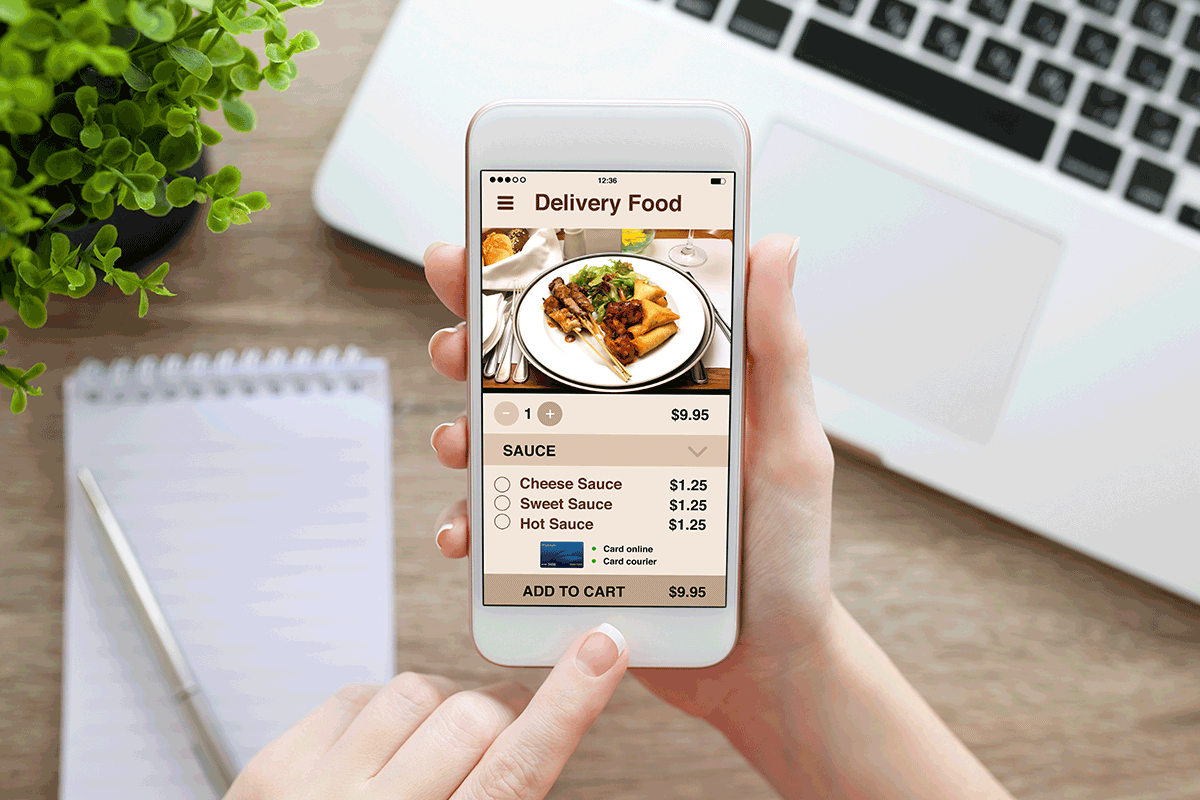 12:36
Delivery Food
1 $9.95
SAUCE
Cheese Sauce $1.25
Sweet Sauce $1.25
Hot Sauce $1.25
Card online
Card courier
ADD TO CART $9.95